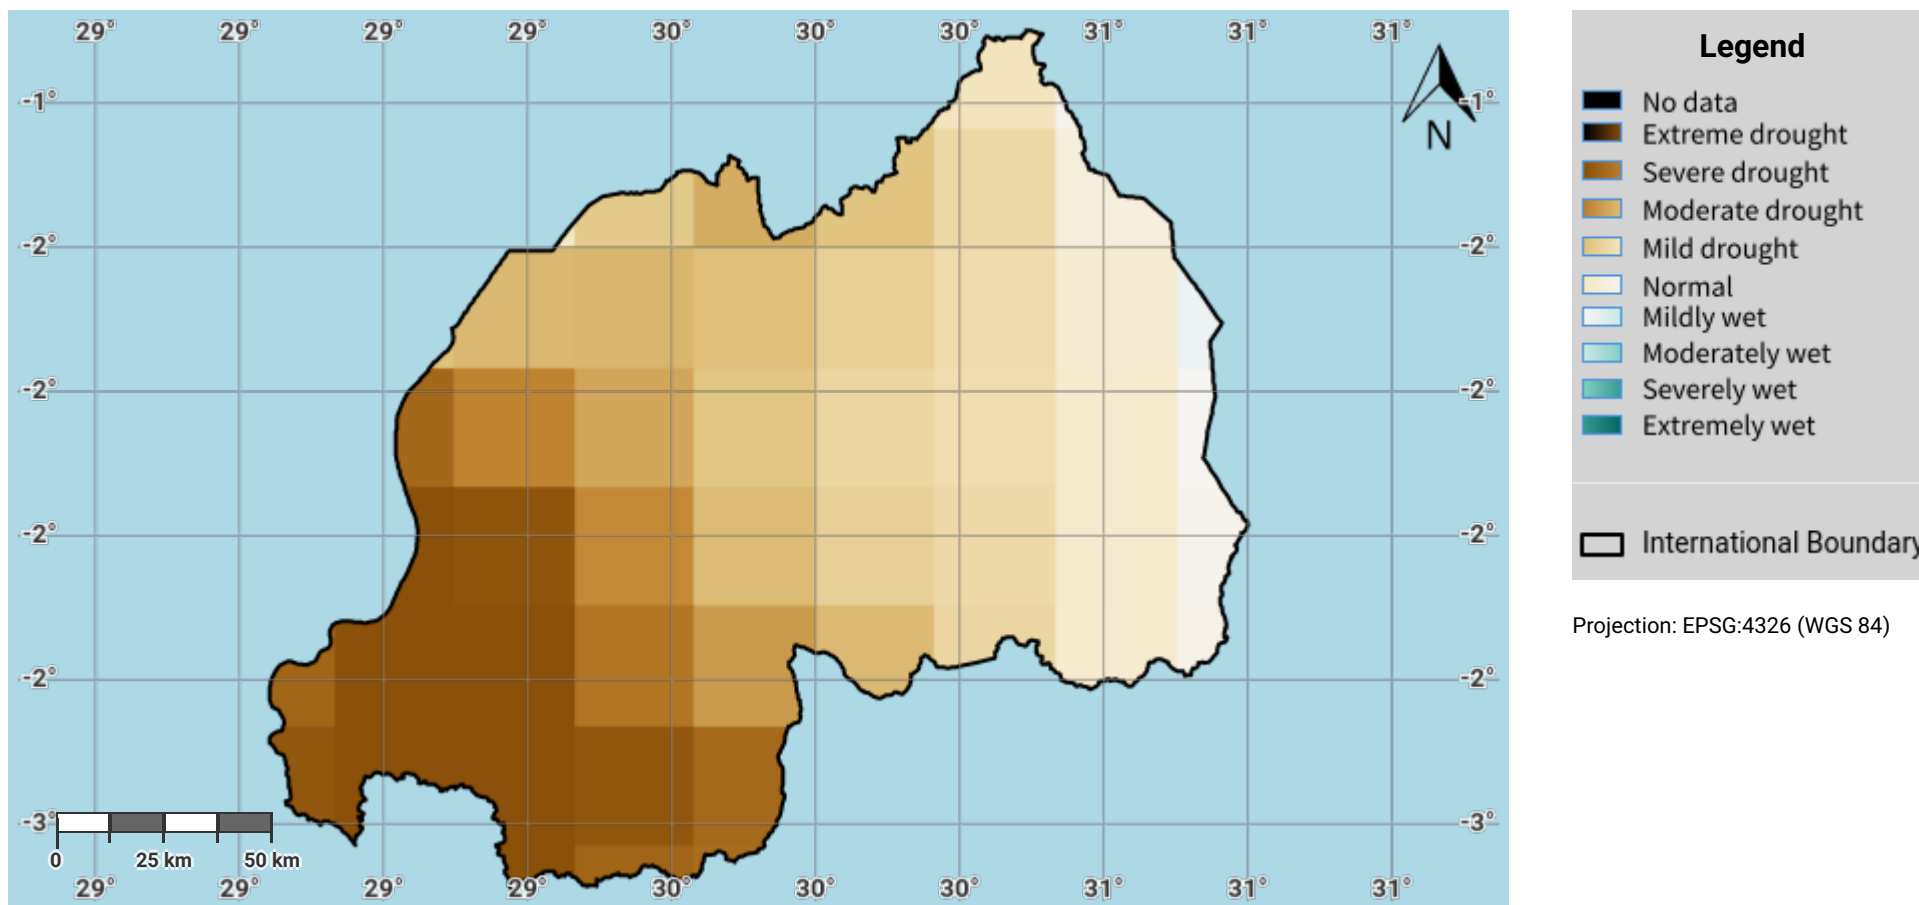 29° 29° 29° 29° 30° 30° 30° 31° 31° 31°
-1° -1°
N
-2° -2°
-2° -2°
-2° -2°
-2° -2°
-3° -3°
0 25 km 50 km
29° 29° 29° 29° 30° 30° 30° 31° 31° 31°
Legend
No data
Extreme drought
Severe drought
Moderate drought
Mild drought
Normal
Mildly wet
Moderately wet
Severely wet
Extremely wet
International Boundary
Projection: EPSG:4326 (WGS 84)